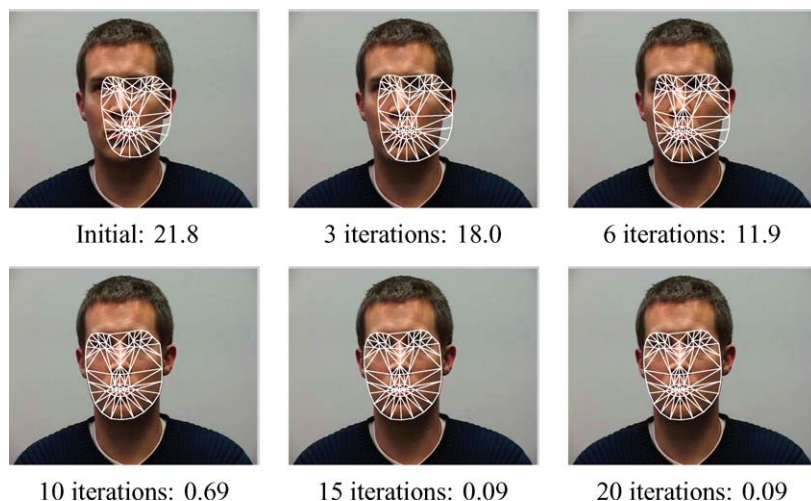 Initial: 21.8
3 iterations: 18.0
6 iterations: 11.9
10 iterations: 0.69
15 iterations: 0.09
20 iterations: 0.09